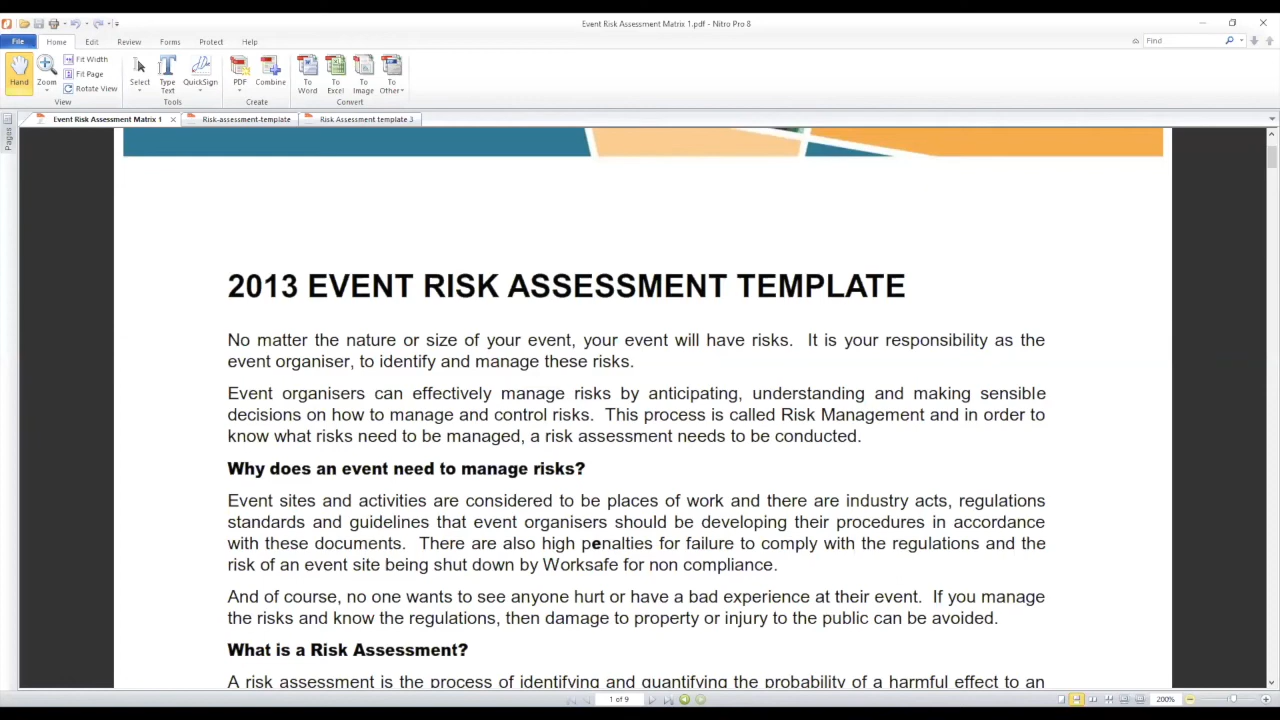 Event Risk Assessment Matrix 1.pdf - Nitro Pro 8
File Home Edit Review Forms Protect Help Find
Hand Zoom Fit Width Fit Page Rotate View Select Type Text QuickSign PDF Combine To Word To Excel To Image To Other
View Tools Create Convert
Event Risk Assessment Matrix 1 Risk-assessment-template Risk Assessment template 3
Pages
2013 EVENT RISK ASSESSMENT TEMPLATE
No matter the nature or size of your event, your event will have risks. It is your responsibility as the
event organiser, to identify and manage these risks.
Event organisers can effectively manage risks by anticipating, understanding and making sensible
decisions on how to manage and control risks. This process is called Risk Management and in order to
know what risks need to be managed, a risk assessment needs to be conducted.
Why does an event need to manage risks?
Event sites and activities are considered to be places of work and there are industry acts, regulations
standards and guidelines that event organisers should be developing their procedures in accordance
with these documents. There are also high penalties for failure to comply with the regulations and the
risk of an event site being shut down by Worksafe for non compliance.
And of course, no one wants to see anyone hurt or have a bad experience at their event. If you manage
the risks and know the regulations, then damage to property or injury to the public can be avoided.
What is a Risk Assessment?
A risk assessment is the process of identifying and quantifying the probability of a harmful effect to an
1 of 9 200%